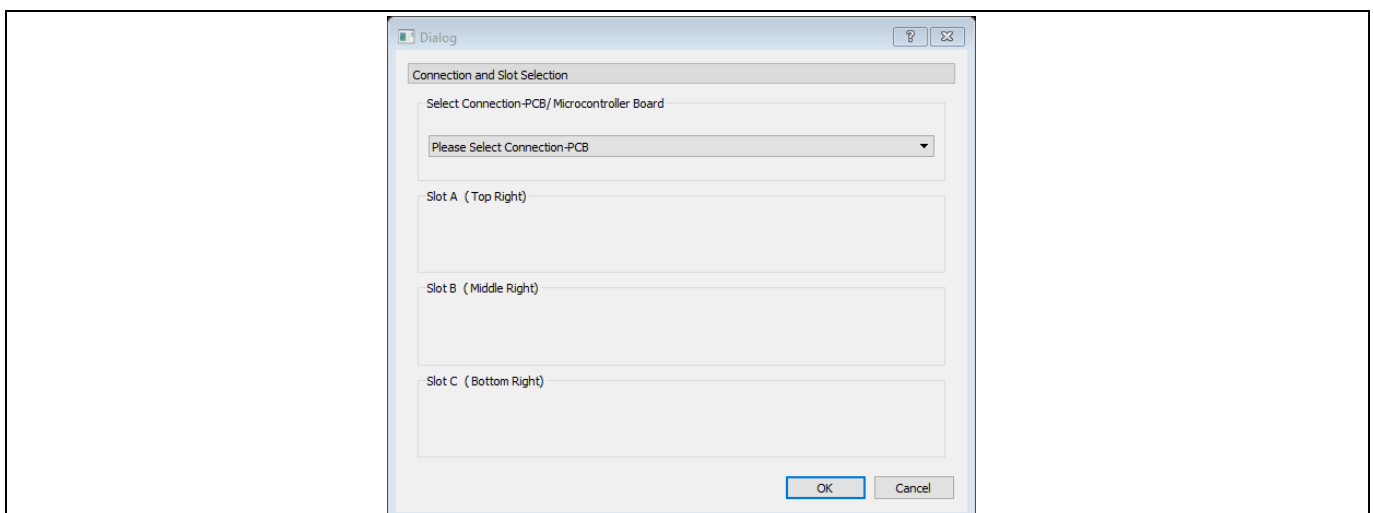 Dialog
Connection and Slot Selection
Select Connection-PCB/ Microcontroller Board
Please Select Connection-PCB
Slot A ( Top Right)
Slot B ( Middle Right)
Slot C ( Bottom Right)
OK Cancel